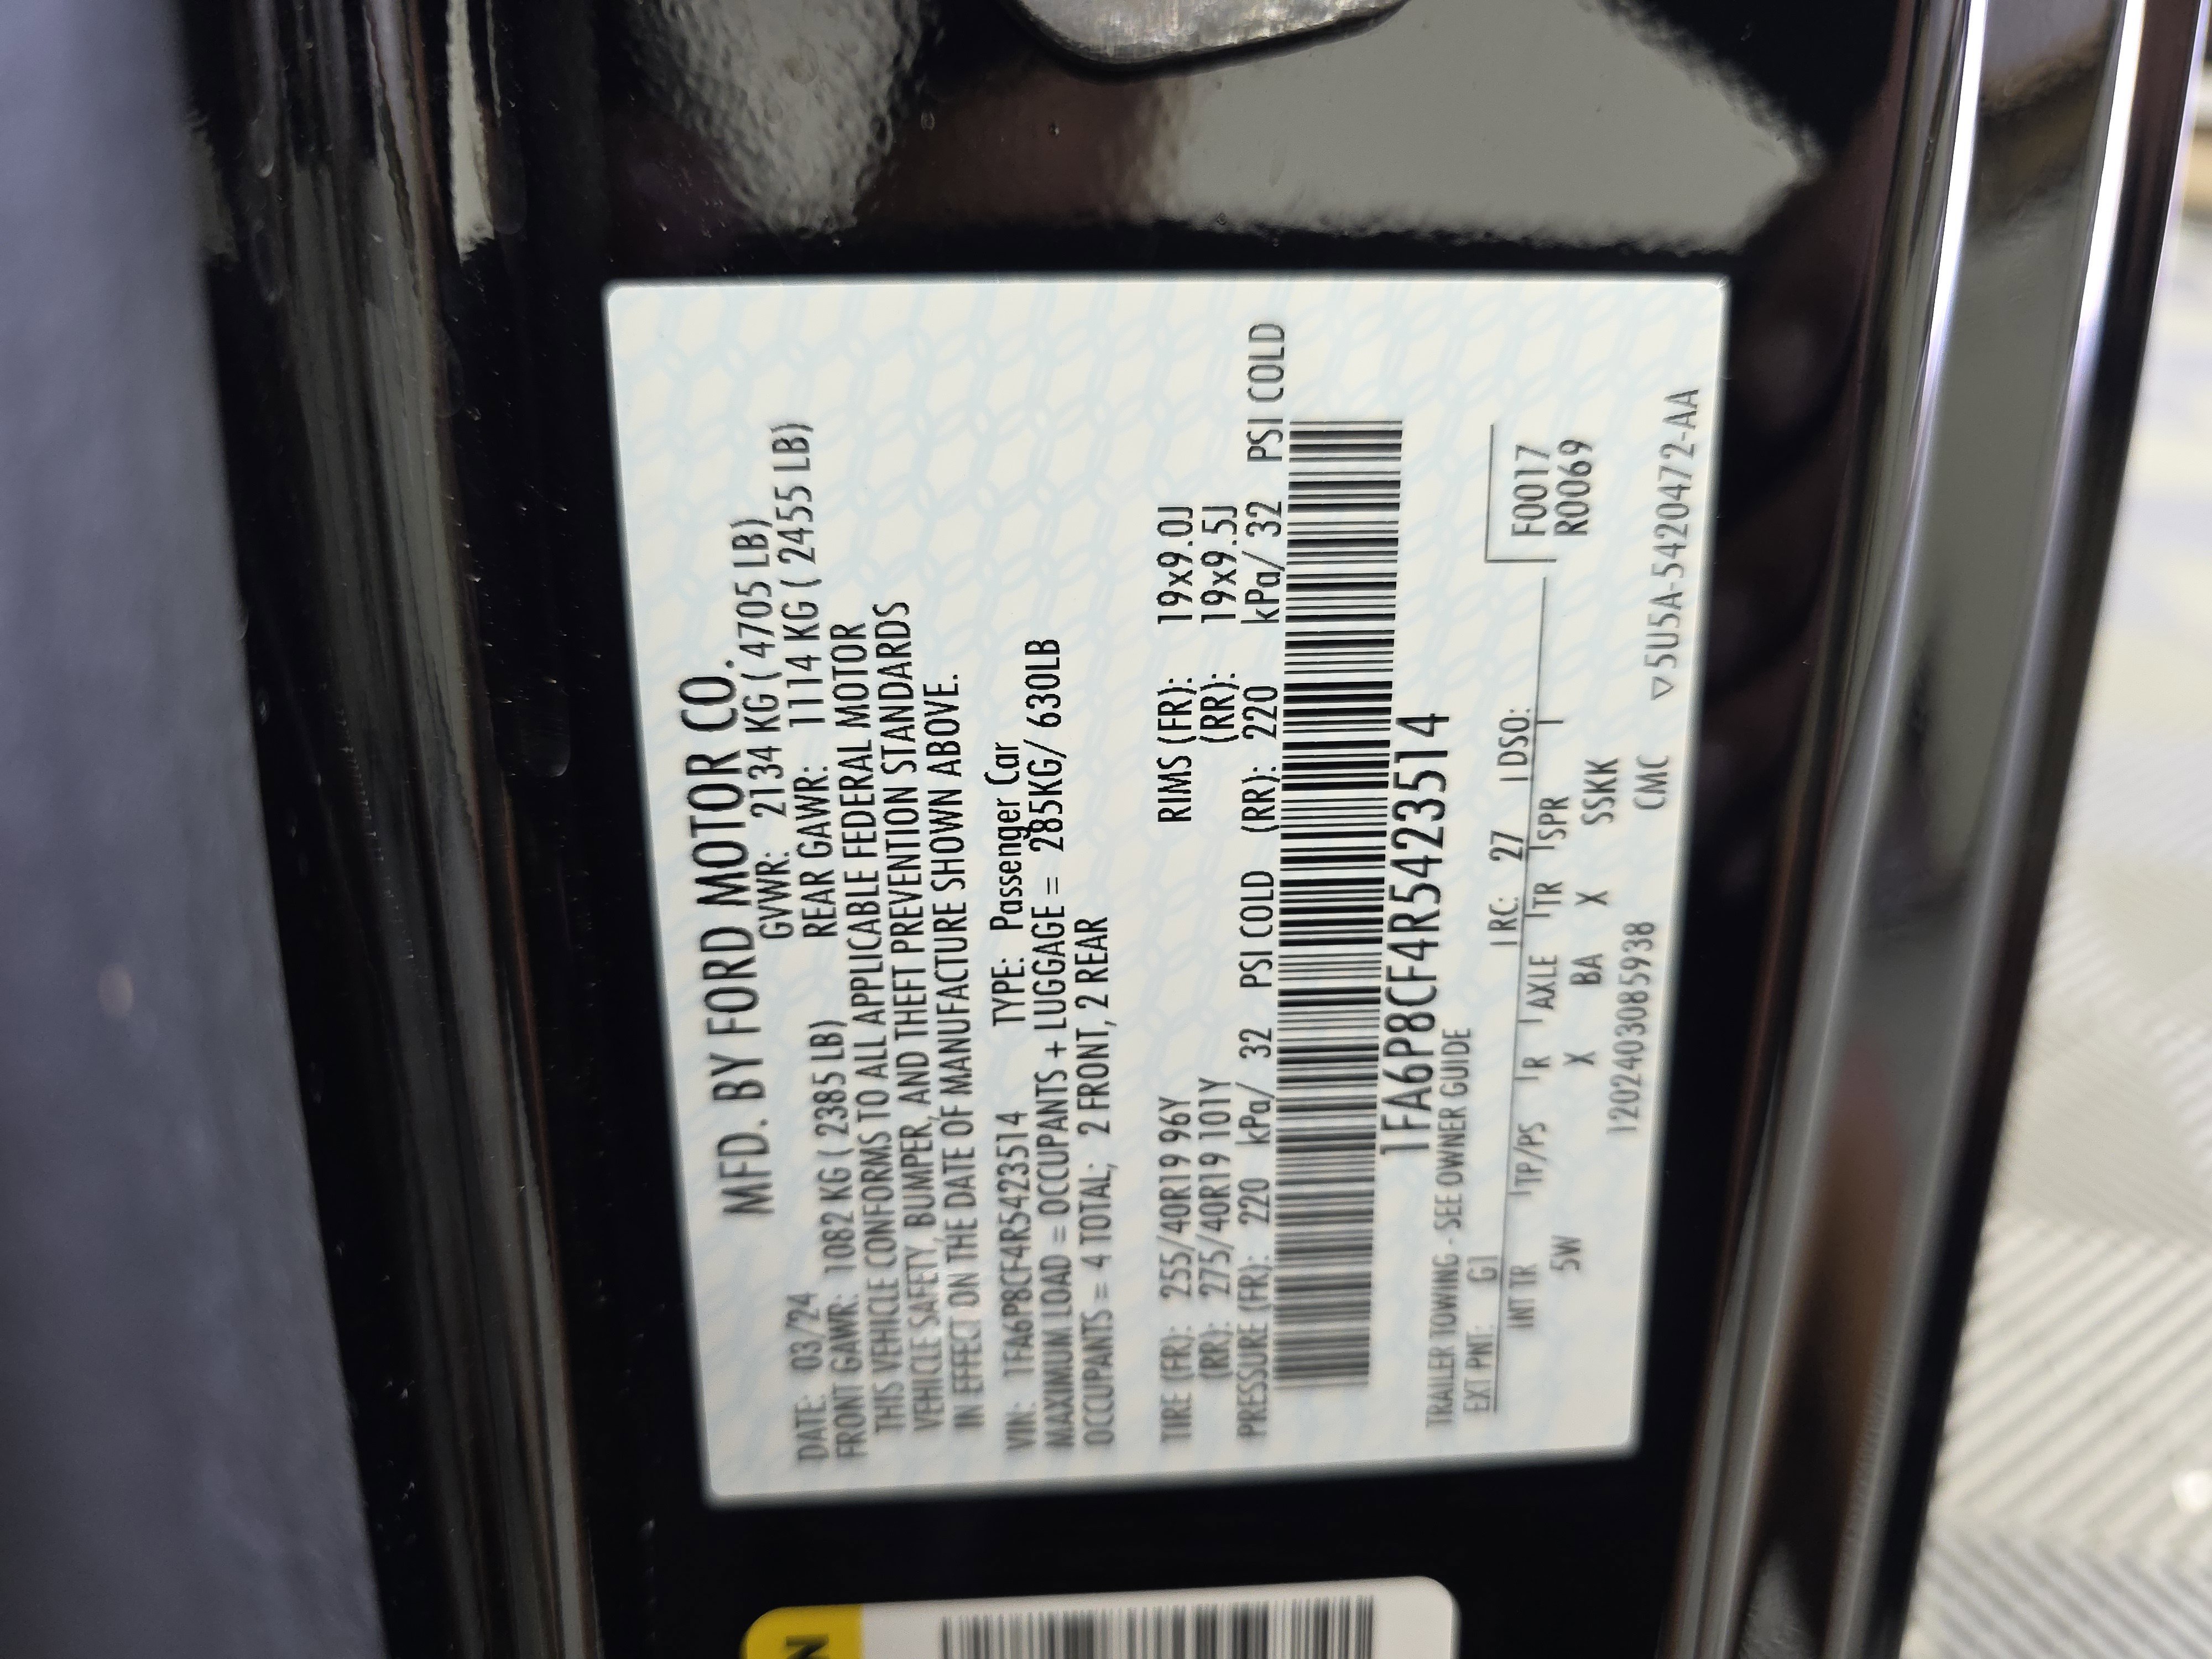 MFD. BY FORD MOTOR CO.
DATE: 03/24 GVWR: 2134 KG ( 4705 LB)
FRONT GAWR: 1082 KG ( 2385 LB) REAR GAWR: 1114 KG ( 2455 LB)
THIS VEHICLE CONFORMS TO ALL APPLICABLE FEDERAL MOTOR
VEHICLE SAFETY, BUMPER, AND THEFT PREVENTION STANDARDS
IN EFFECT ON THE DATE OF MANUFACTURE SHOWN ABOVE.
VIN: 1FA6P8CF4R5423514 TYPE: Passenger Car
MAXIMUM LOAD = OCCUPANTS + LUGGAGE = 285KG/ 630LB
OCCUPANTS = 4 TOTAL; 2 FRONT, 2 REAR
TIRE (FR): 255/40R19 96Y RIMS (FR): 19x9.0J
(RR): 275/40R19 101Y (RR): 19x9.5J
PRESSURE (FR): 220 kPa/ 32 PSI COLD (RR): 220 kPa/ 32 PSI COLD
1FA6P8CF4R5423514
TRAILER TOWING - SEE OWNER GUIDE
EXT PNT: G1 RC: 27 DSO:
INT TR TP/PS R AXLE TR SPR
F0017
5W X BA X SSKK
R0069
1202403085938 CMC
▽5U5A-5420472-AA
N